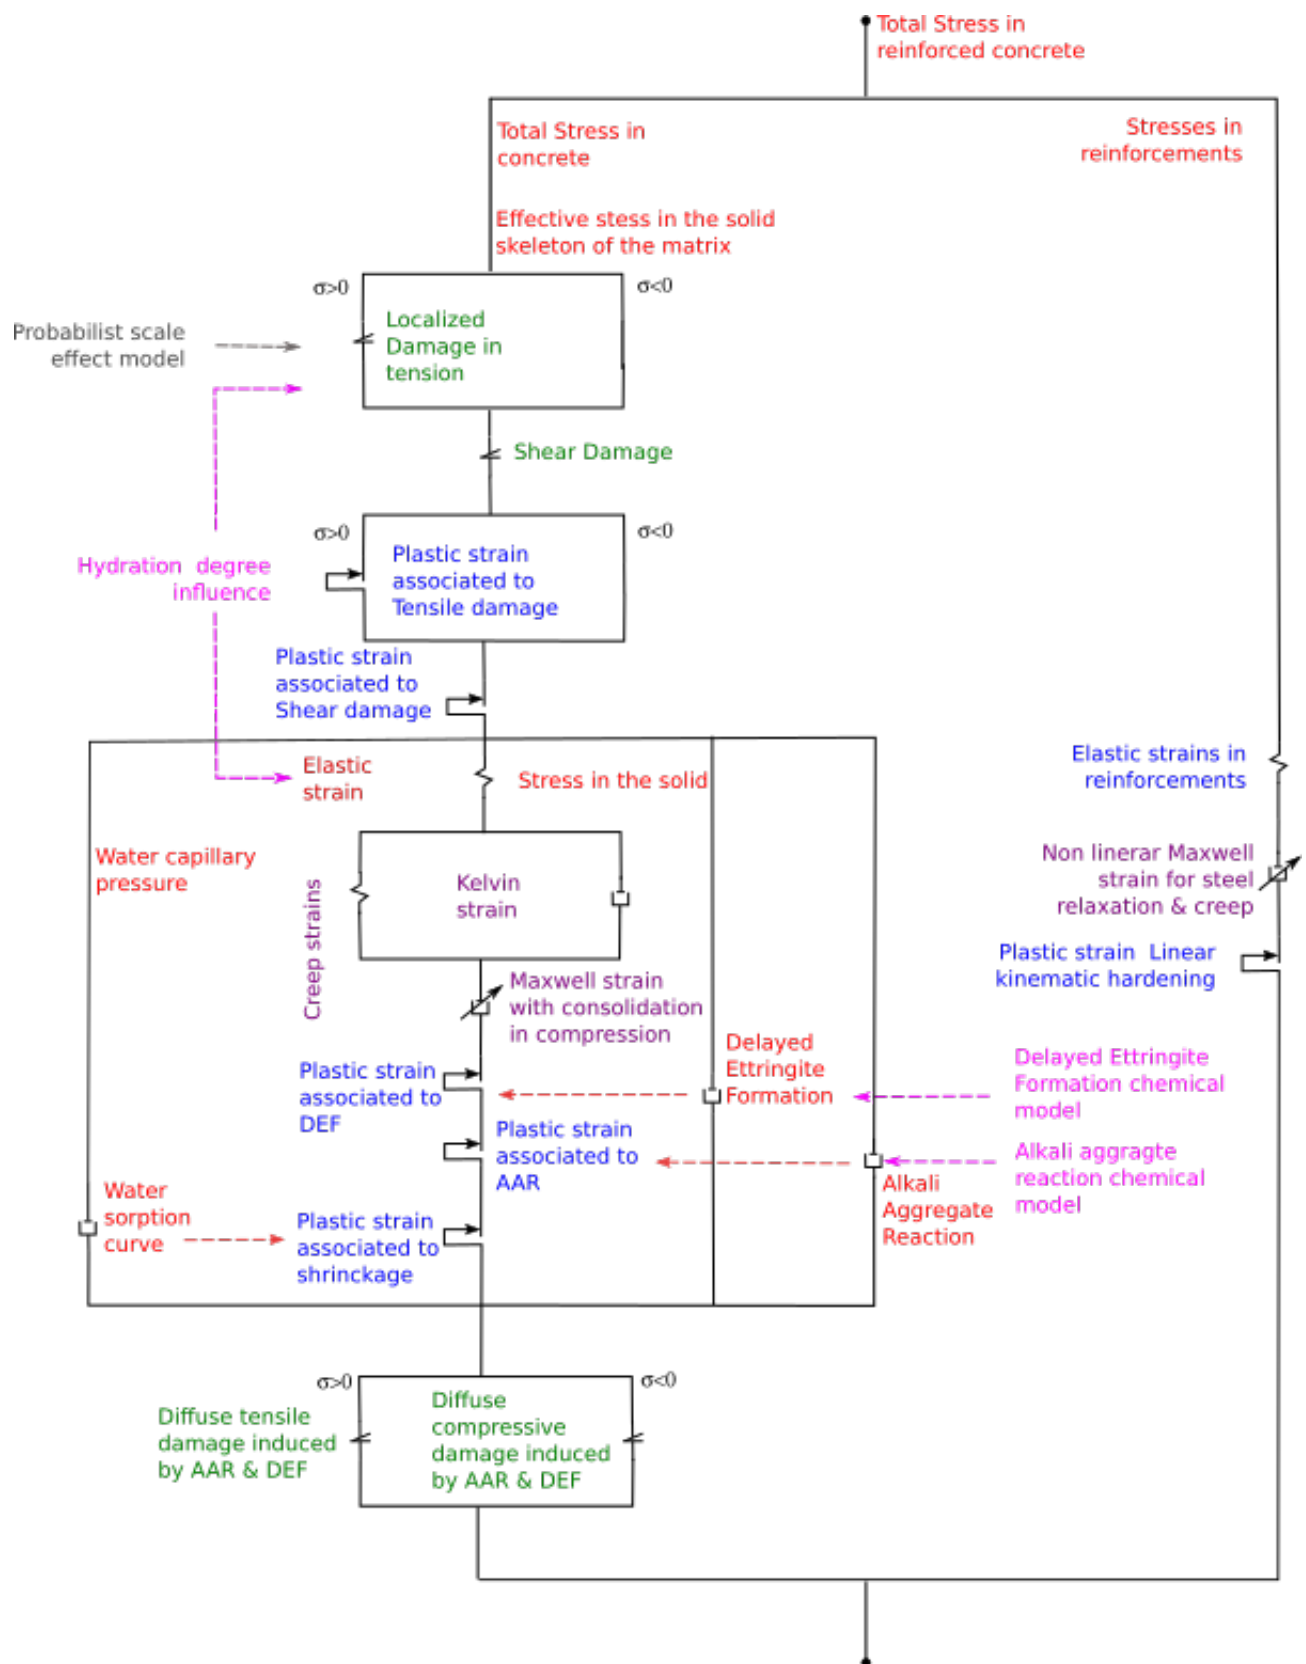 Total Stress in
reinforced concrete
Total Stress in
concrete
Stresses in
reinforcements
Effective stess in the solid
skeleton of the matrix
σ>0
σ<0
Localized
Damage in
tension
Probabilist scale
effect model
Shear Damage
σ>0
σ<0
Plastic strain
associated to
Tensile damage
Hydration degree
influence
Plastic strain
associated to
Shear damage
Elastic
strain
Stress in the solid
Elastic strains in
reinforcements
Water capillary
pressure
Creep strains
Kelvin
strain
Non linerar Maxwell
strain for steel
relaxation & creep
Plastic strain Linear
kinematic hardening
Maxwell strain
with consolidation
in compression
Delayed
Ettringite
Formation
Delayed Ettringite
Formation chemical
model
Plastic strain
associated to
DEF
Plastic strain
associated to
AAR
Alkali aggragte
reaction chemical
model
Alkali
Aggregate
Reaction
Water
sorption
curve
Plastic strain
associated to
shrinckage
σ>0
σ<0
Diffuse tensile
damage induced
by AAR & DEF
Diffuse
compressive
damage induced
by AAR & DEF